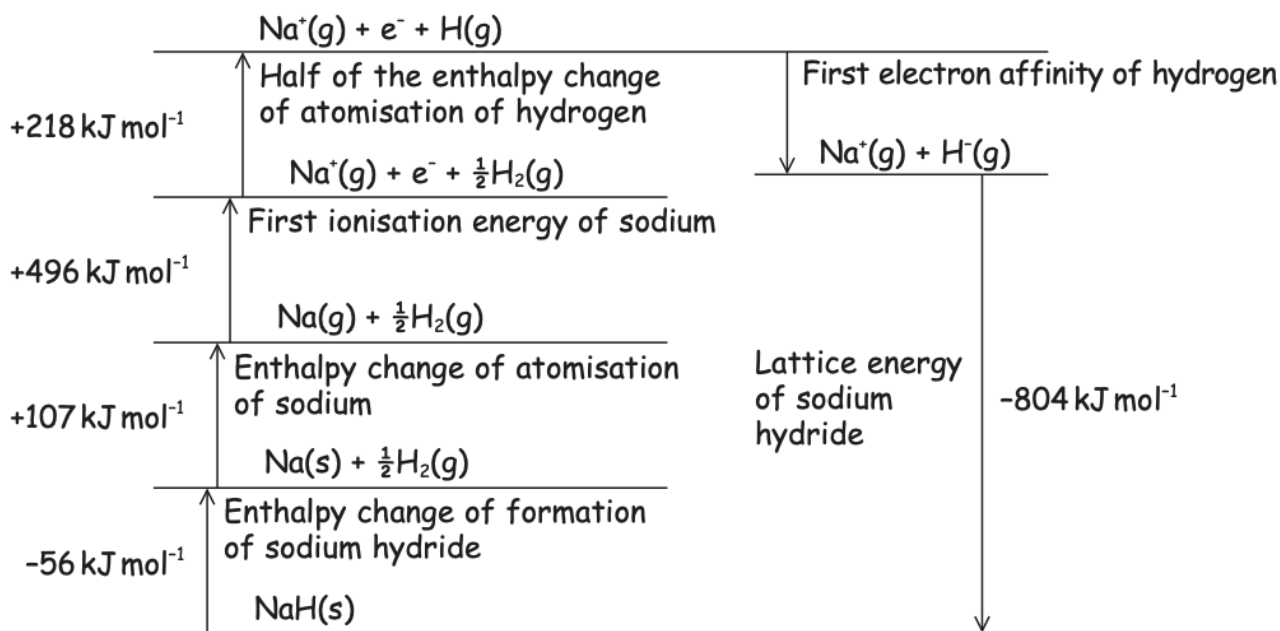 Na⁺(g) + e⁻ + H(g)
Half of the enthalpy change
of atomisation of hydrogen
+218 kJ mol⁻¹
First electron affinity of hydrogen
Na⁺(g) + H⁻(g)
Na⁺(g) + e⁻ + ½H₂(g)
First ionisation energy of sodium
+496 kJ mol⁻¹
Na(g) + ½H₂(g)
Enthalpy change of atomisation
of sodium
+107 kJ mol⁻¹
Lattice energy
of sodium
hydride
-804 kJ mol⁻¹
Na(s) + ½H₂(g)
Enthalpy change of formation
of sodium hydride
-56 kJ mol⁻¹
NaH(s)